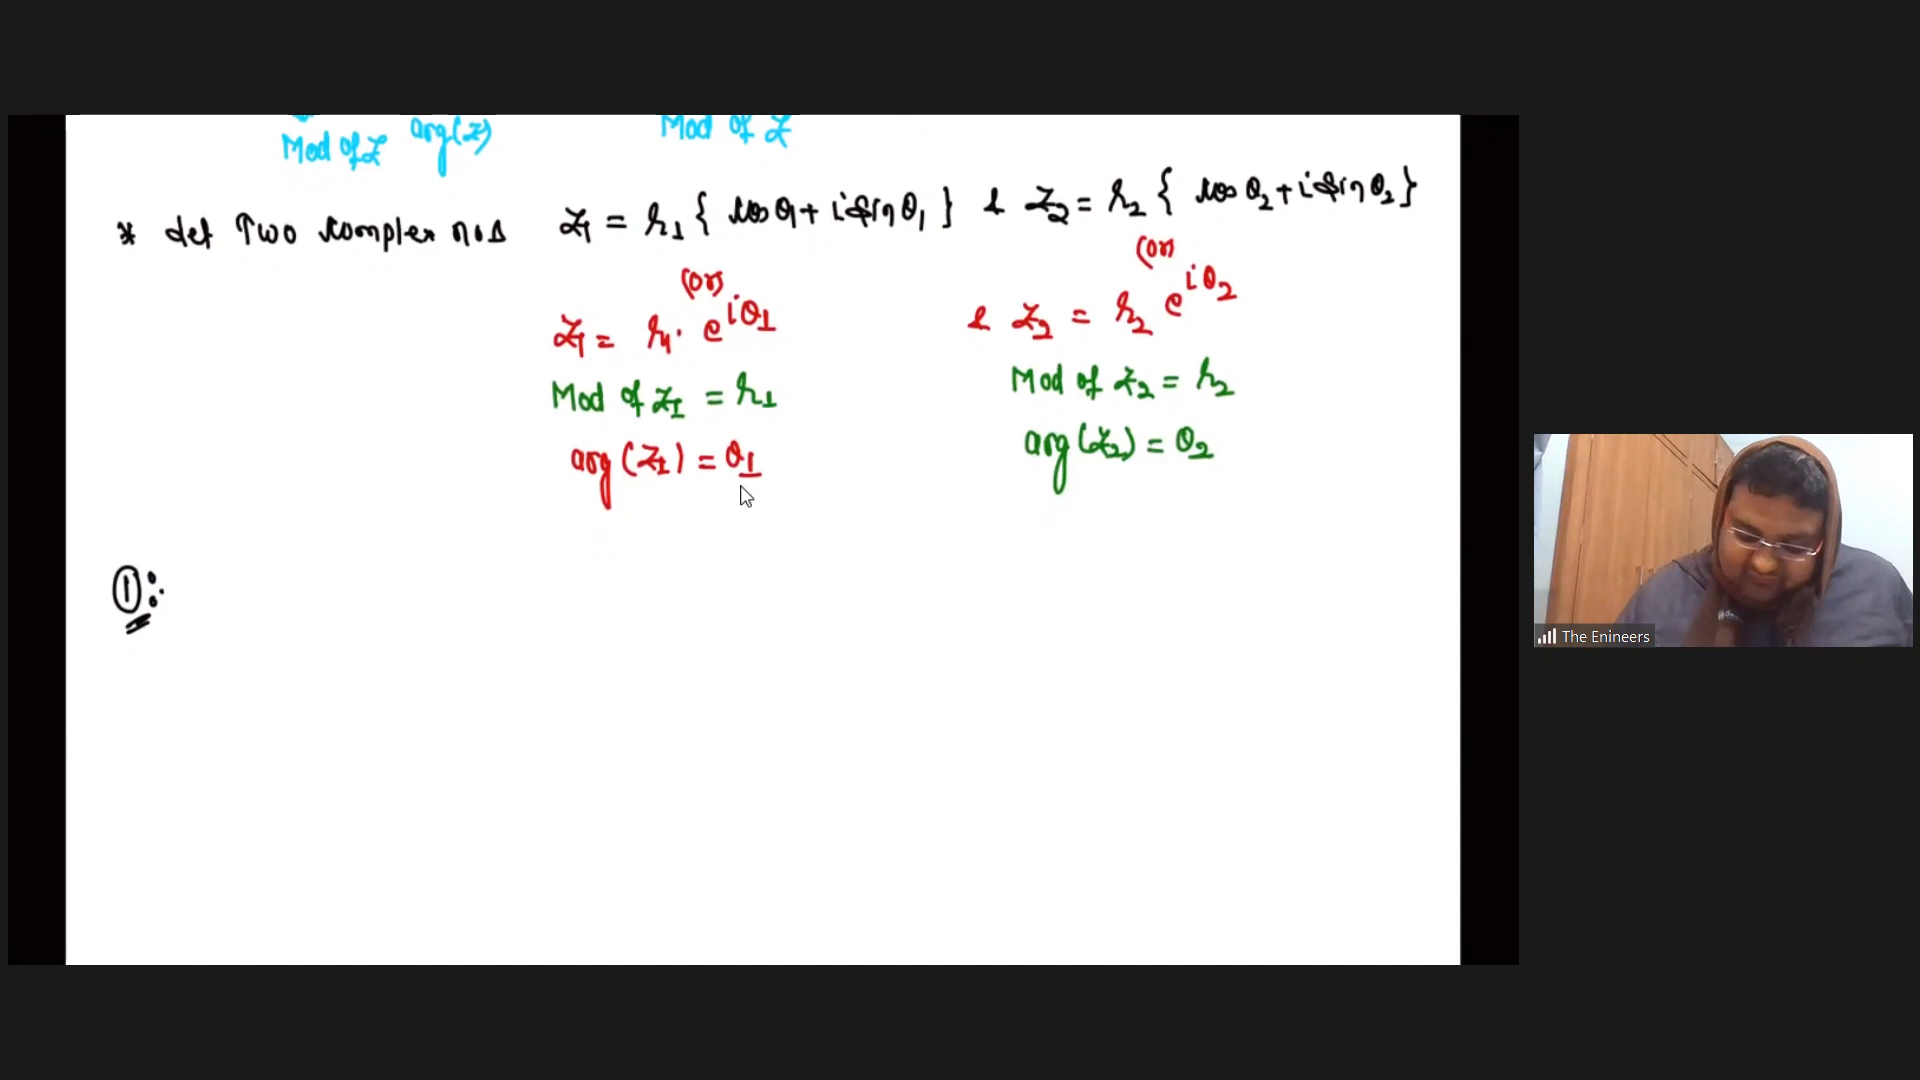 Mod of Z arg(z) Mod of Z
* let Two complex nos Z1 = r1 { cos θ1 + i sin θ1 } & Z2 = r2 { cos θ2 + i sin θ2 }
(or) (or)
Z1 = r1 . e^iθ1 & Z2 = r2 e^iθ2
Mod of Z1 = r1 Mod of Z2 = r2
arg (Z1) = θ1 arg (Z2) = θ2
①:
The Enineers